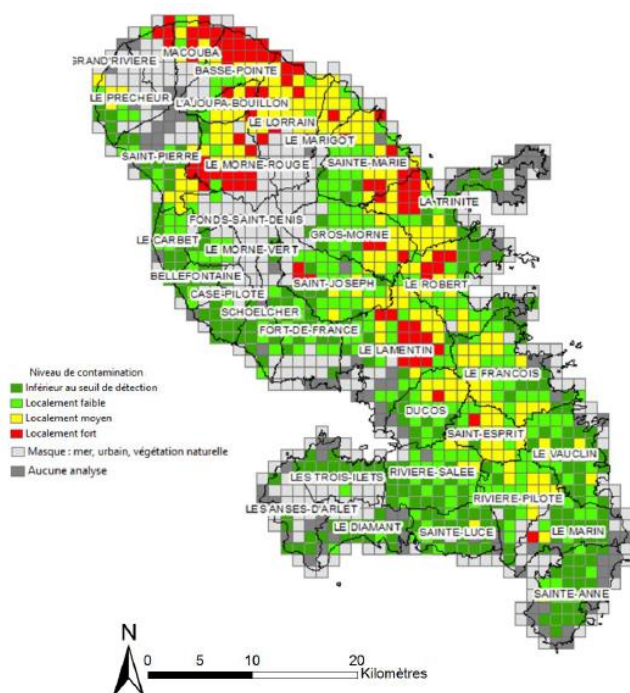 MACOUBA
GRAND'RIVIERE
BASSE-POINTE
LE PRECHEUR
L'AJOUPA-BOUILLON
LE LORRAIN
LE MARIGOT
SAINT-PIERRE
LE MORNE-ROUGE
SAINTE-MARIE
LA TRINITE
FONDS-SAINT-DENIS
GROS-MORNE
LE CARBET
LE MORNE-VERT
BELLEFONTAINE
SAINT-JOSEPH
LE ROBERT
CASE-PILOTE
SCHOELCHER
FORT-DE-FRANCE
LE LAMENTIN
LE FRANCOIS
DUCOS
SAINT-ESPRIT
LE VAUCLIN
LES TROIS-ILETS
RIVIERE-SALEE
RIVIERE-PILOTE
LES ANSES-D'ARLET
LE DIAMANT
SAINTE-LUCE
LE MARIN
SAINTE-ANNE
Niveau de contamination
Inférieur au seuil de détection
Localement faible
Localement moyen
Localement fort
Masque : mer, urbain, végétation naturelle
Aucune analyse
N
0 5 10 20
Kilomètres